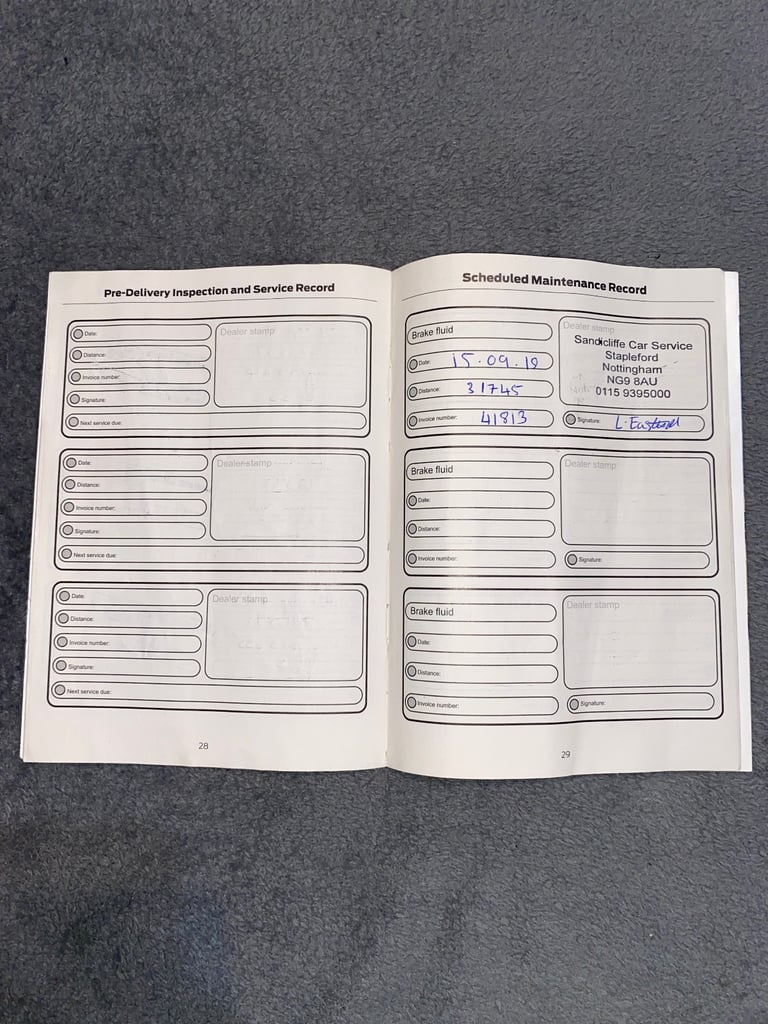 Pre-Delivery Inspection and Service Record
Date:
Distance:
Invoice number:
Signature:
Next service due:
Dealer stamp
Date:
Distance:
Invoice number:
Signature:
Next service due:
Dealer stamp
Date:
Distance:
Invoice number:
Signature:
Next service due:
Dealer stamp
28
Scheduled Maintenance Record
Brake fluid
Date: 15.09.19
Distance: 31745
Invoice number: 41813
Dealer stamp
Sandicliffe Car Service
Stapleford
Nottingham
NG9 8AU
0115 9395000
Signature: L.
Brake fluid
Date:
Distance:
Invoice number:
Dealer stamp
Signature:
Brake fluid
Date:
Distance:
Invoice number:
Dealer stamp
Signature:
29